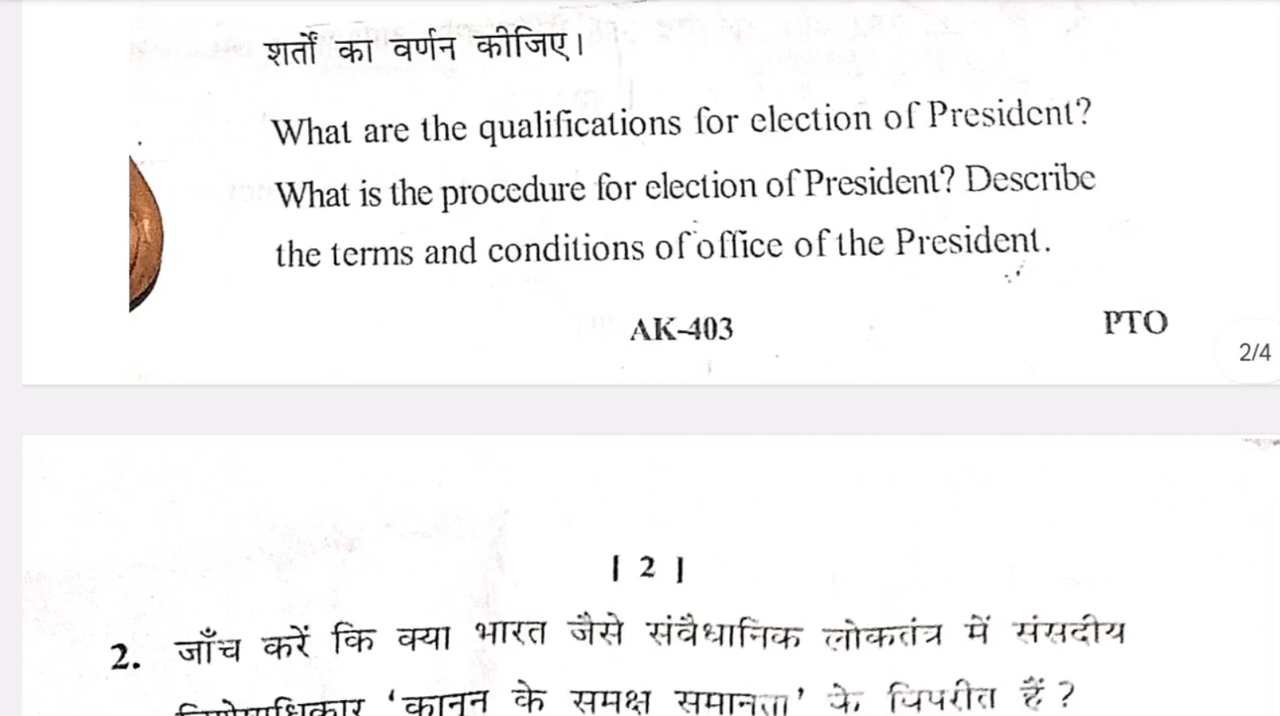 शर्तों का वर्णन कीजिए।
What are the qualifications for election of President?
What is the procedure for election of President? Describe
the terms and conditions of office of the President.
AK-403
PTO
2/4
[ 2 ]
2. जाँच करें कि क्या भारत जैसे संवैधानिक लोकतंत्र में संसदीय
विशेषाधिकार ‘कानून के समक्ष समानता’ के विपरीत हैं ?